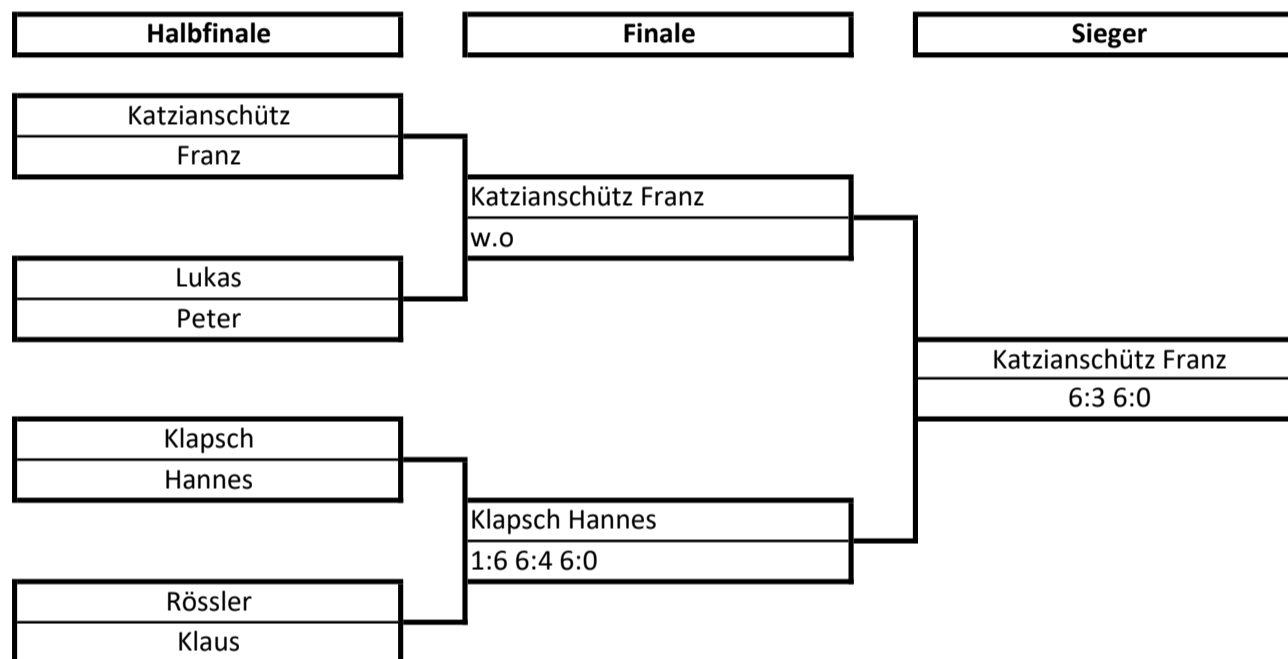 Halbfinale
Finale
Sieger
Katzianschütz
Franz
Katzianschütz Franz
w.o
Lukas
Peter
Katzianschütz Franz
6:3 6:0
Klapsch
Hannes
Klapsch Hannes
1:6 6:4 6:0
Rössler
Klaus